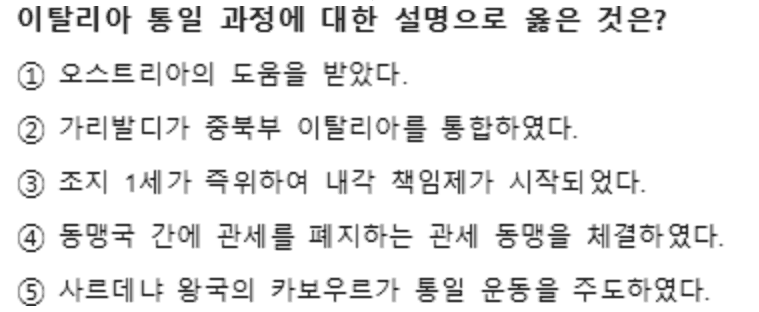 이탈리아 통일 과정에 대한 설명으로 옳은 것은?
① 오스트리아의 도움을 받았다.
② 가리발디가 중북부 이탈리아를 통합하였다.
③ 조지 1세가 즉위하여 내각 책임제가 시작되었다.
④ 동맹국 간에 관세를 폐지하는 관세 동맹을 체결하였다.
⑤ 사르데냐 왕국의 카보우르가 통일 운동을 주도하였다.